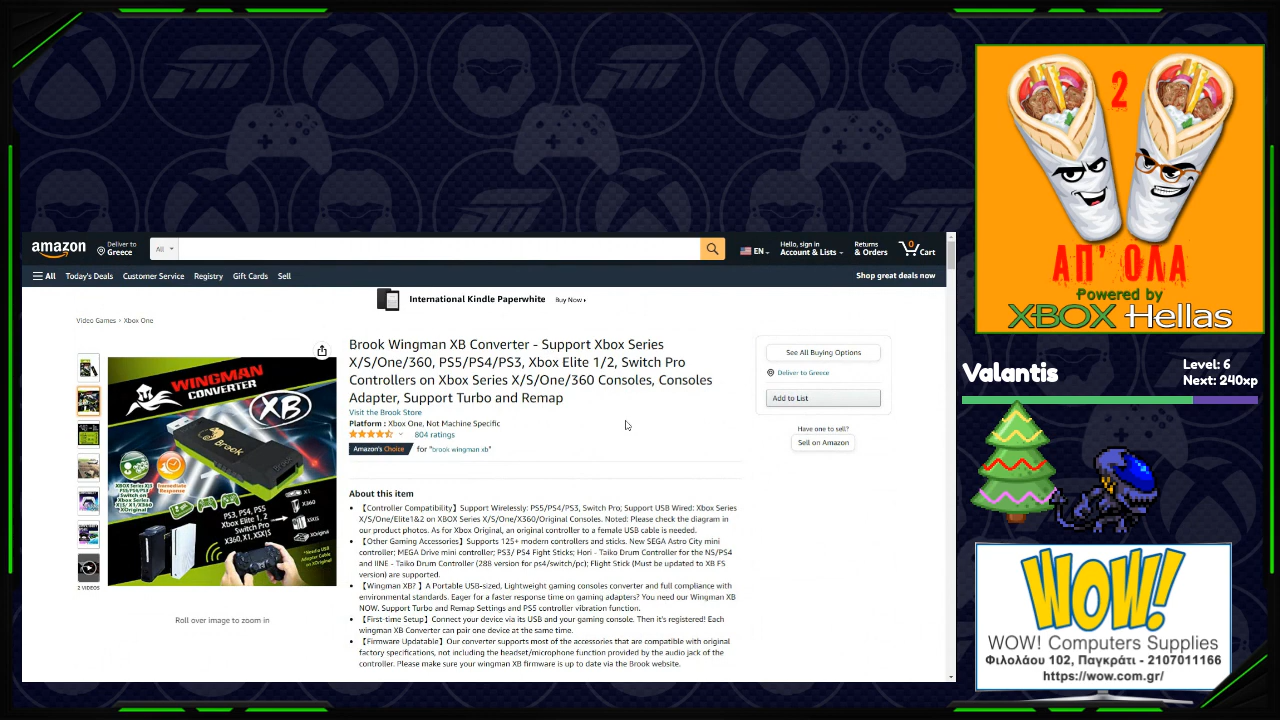 amazon
Deliver to
Greece
All
EN
Hello, sign in
Account & Lists
Returns
& Orders
0
Cart
All
Today's Deals
Customer Service
Registry
Gift Cards
Sell
Shop great deals now
International Kindle Paperwhite
Buy Now
Video Games › Xbox One
WINGMAN
CONVERTER
XB
Brook
XBOX Series X|S
PS5/PS4/PS3
Immediate
Response
PS3, PS4, PS5
Xbox Elite 1, 2
Switch Pro
X360, X1, XSX|S
X1
X360
XOriginal
2 VIDEOS
Roll over image to zoom in
Brook Wingman XB Converter - Support Xbox Series
X/S/One/360, PS5/PS4/PS3, Xbox Elite 1/2, Switch Pro
Controllers on Xbox Series X/S/One/360 Consoles, Consoles
Adapter, Support Turbo and Remap
Visit the Brook Store
Platform : Xbox One, Not Machine Specific
804 ratings
Amazon's Choice
for "brook wingman xb"
About this item
【Controller Compatibility】Support Wirelessly: PS5/PS4/PS3, Switch Pro; Support USB Wired: Xbox Series
X/S/One/Elite1&2 on XBOX Series X/S/One/X360/Original Consoles. Noted: Please check the diagram in
our product photos. As for Xbox Original, an original controller to a female USB cable is needed.
【Other Gaming Accessories】Supports 125+ modern controllers and sticks. New SEGA Astro City mini
controller; MEGA Drive mini controller; PS3/ PS4 Fight Sticks; Hori - Taiko Drum Controller for the NS/PS4
and IINE - Taiko Drum Controller (288 version for ps4/switch/pc); Flight Stick (Must be updated to XB FS
version) are supported.
【Wingman XB? 】A Portable USB-sized, Lightweight gaming consoles converter and full compliance with
environmental standards. Eager for a faster response time on gaming adapters? You need our Wingman XB
NOW. Support Turbo and Remap Settings and PS5 controller vibration function.
【First-time Setup】Connect your device via its USB and your gaming console. Then it's registered! Each
wingman XB Converter can pair one device at the same time.
【Firmware Updatable】Our converter supports most of the accessories that are compatible with original
factory specifications, not including the headset/microphone function provided by the audio jack of the
controller. Please make sure your wingman XB firmware is up to date via the Brook website.
See All Buying Options
Deliver to Greece
Add to List
Have one to sell?
Sell on Amazon
2
ΑΠ' ΟΛΑ
Powered by
XBOX Hellas
Valantis
Level: 6
Next: 240xp
WOW!
WOW! Computers Supplies
Φιλολάου 102, Παγκράτι - 2107011166
https://wow.com.gr/